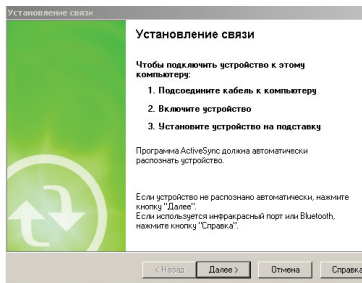 Установление связи
Установление связи
Чтобы подключить устройство к этому
компьютеру:
1. Подсоедините кабель к компьютеру
2. Включите устройство
3. Установите устройство на подставку
Программа ActiveSync должна автоматически
распознать устройство.
Если устройство не распознано автоматически, нажмите
кнопку "Далее".
Если используется инфракрасный порт или Bluetooth,
нажмите кнопку "Справка".
< Назад Далее > Отмена Справка